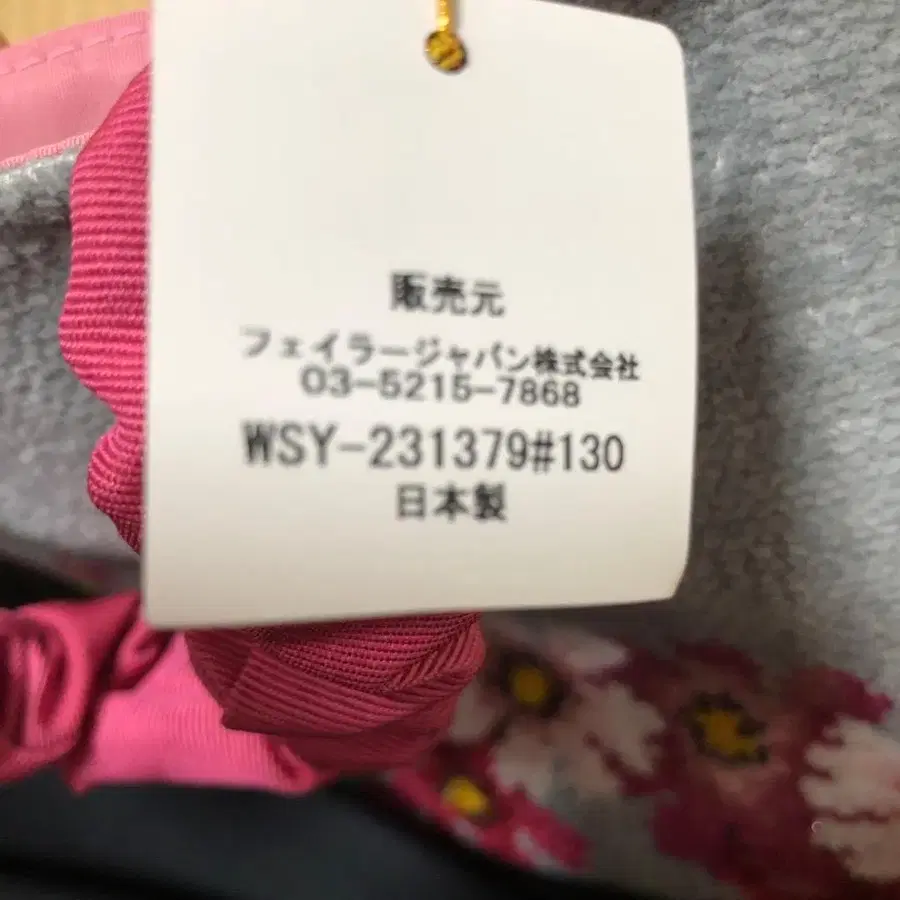 販売元
フェイラージャパン株式会社
03-5215-7868
WSY-231379#130
日本製